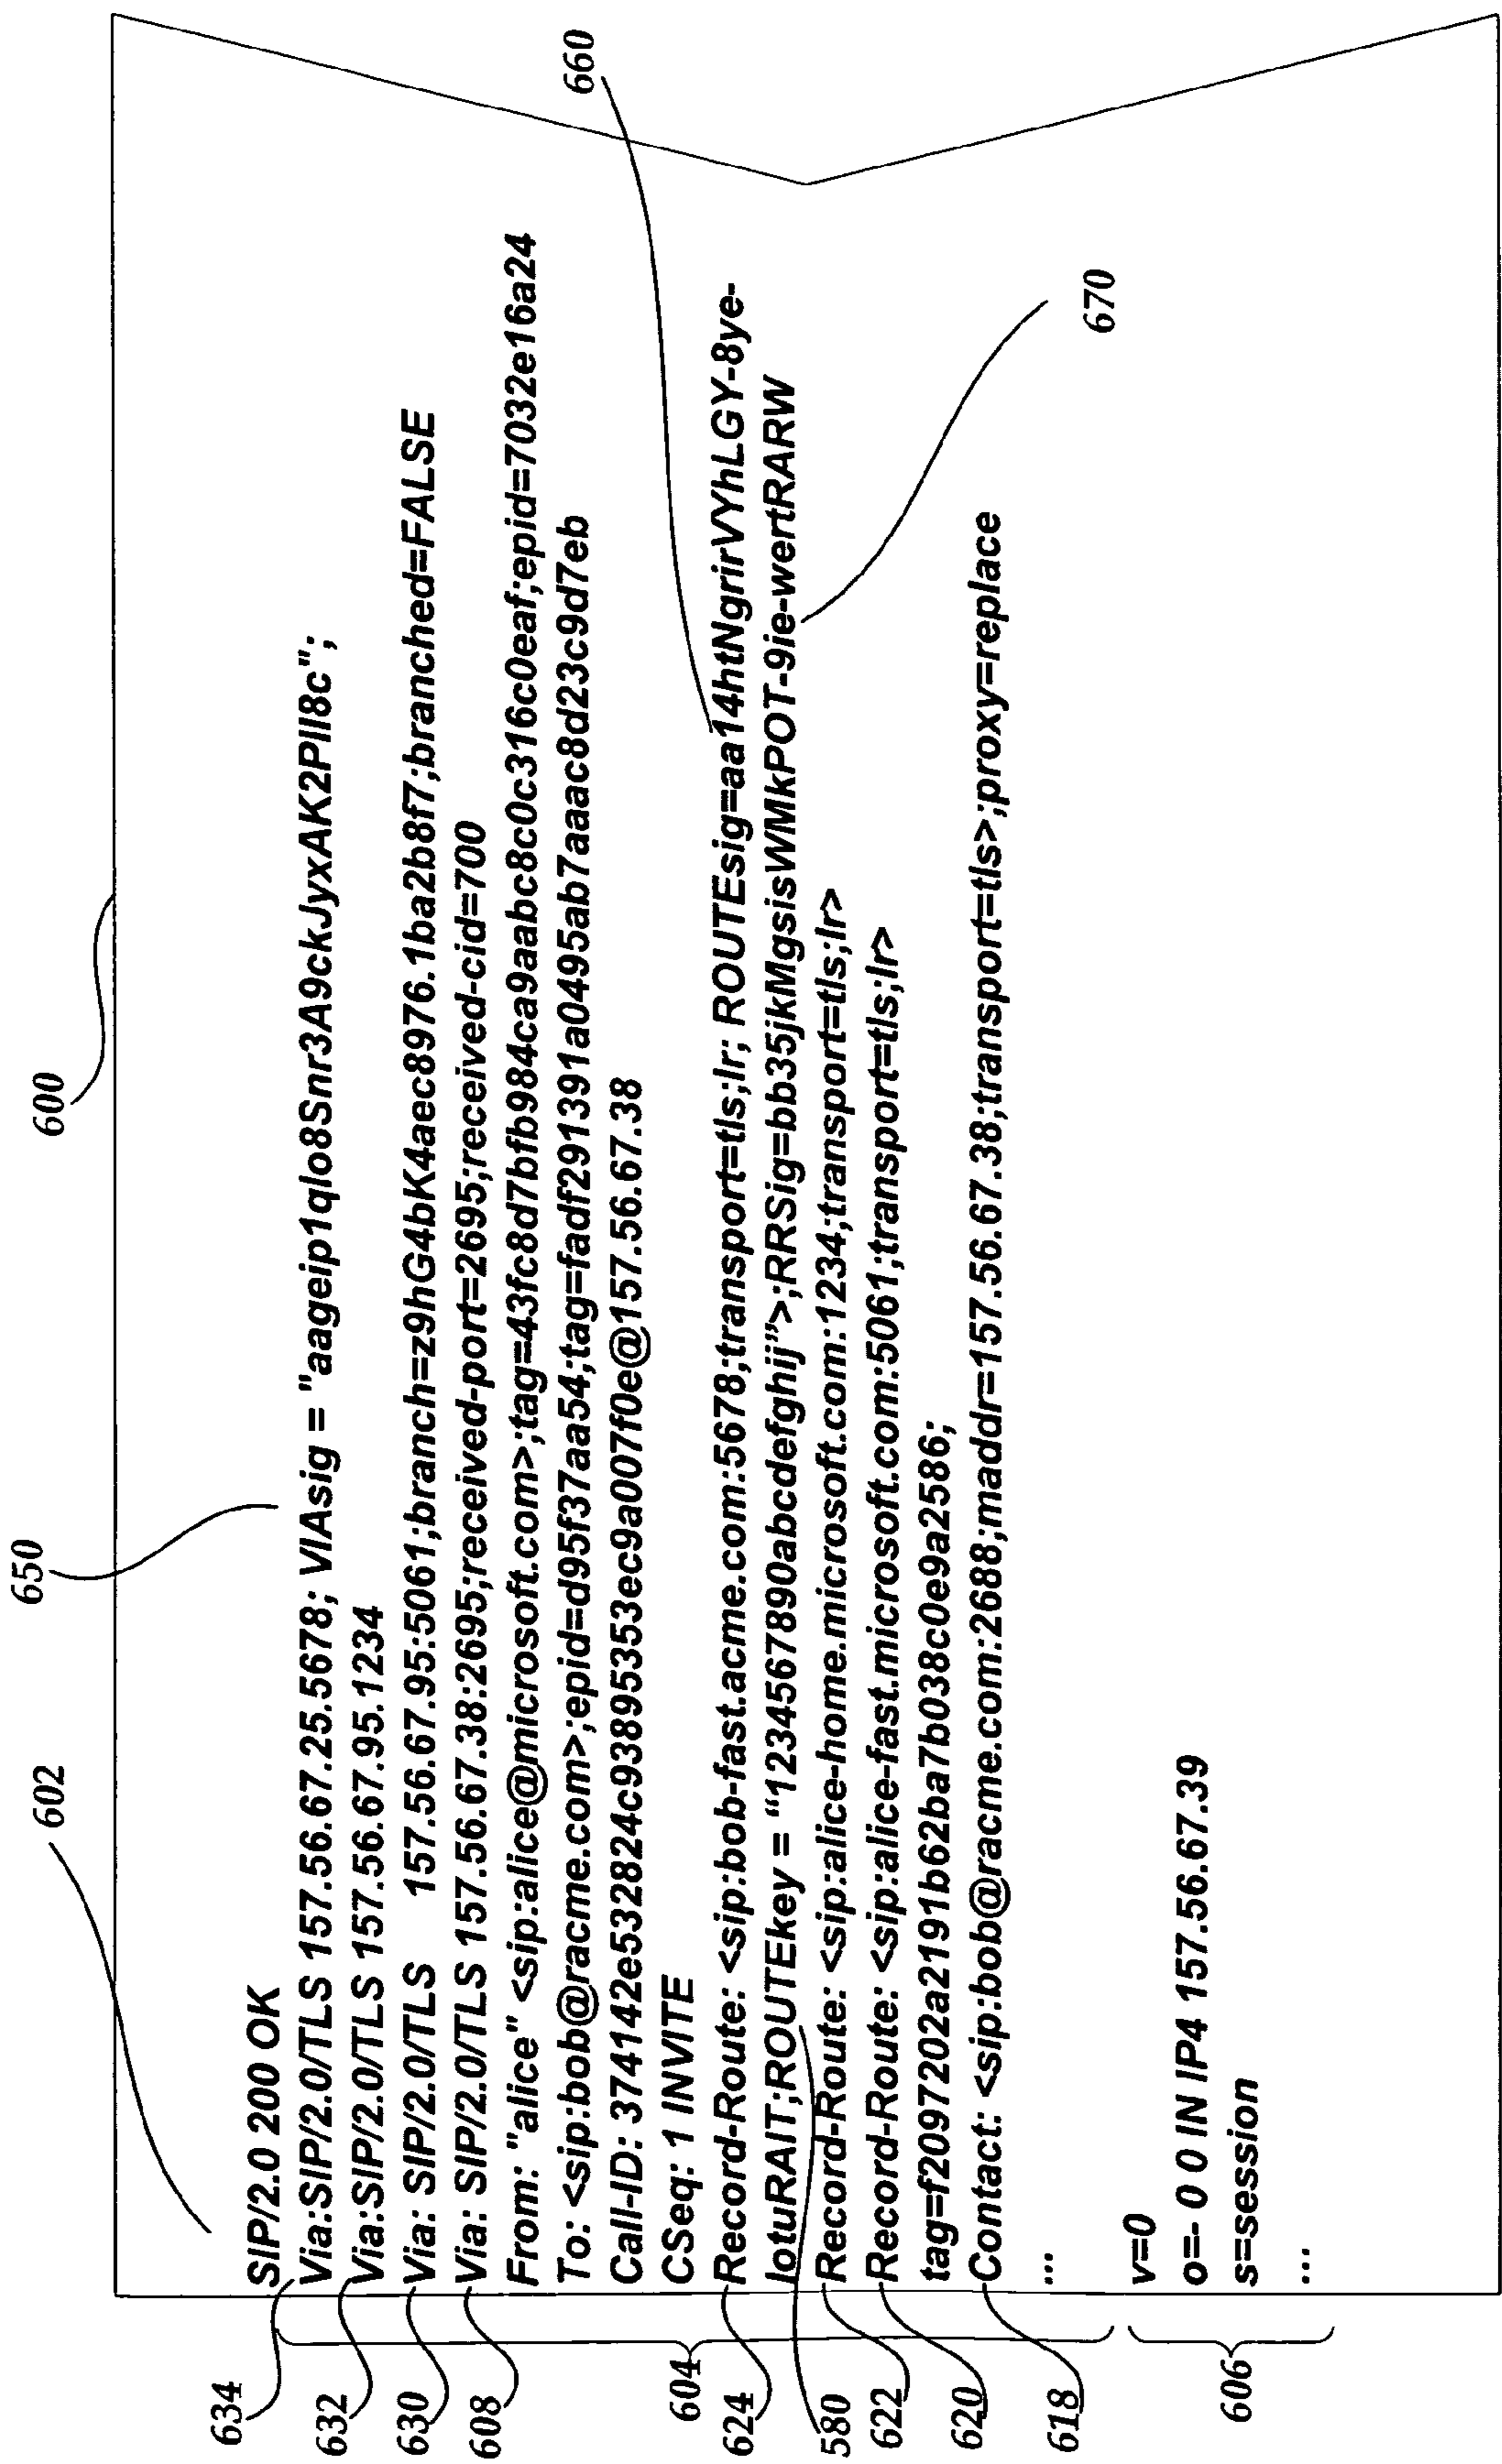 600
602
650
SIP/2.0 200 OK
634 Via:SIP/2.0/TLS 157.56.67.25.5678; VIAsig = "aageip1qlo8Snr3A9ckJyxAK2PlI8c";
632 Via:SIP/2.0/TLS 157.56.67.95.1234
630 Via: SIP/2.0/TLS 157.56.67.95:5061;branch=z9hG4bK4aec8976.1ba2b8f7;branched=FALSE
608 Via: SIP/2.0/TLS 157.56.67.38:2695;received-port=2695;received-cid=700
From: "alice" <sip:alice@microsoft.com>;tag=43fc8d7bfb984ca9aabc8c0c316c0eaf;epid=7032e16a24
To: <sip:bob@racme.com>;epid=d95f37aa54;tag=fadf291391a0495ab7aaac8d23c9d7eb
Call-ID: 374142e532824c93895353ec9a007f0e@157.56.67.38
604
CSeq: 1 INVITE
660
624 Record-Route: <sip:bob-fast.acme.com:5678;transport=tls;lr; ROUTEsig=aa14htNgrirVYhLGY-8ye-
580 lotuRAIT;ROUTEkey = “1234567890abcdefghij”>;RRSig=bb35jkMgsisWMkPOT-9ie-wertRARW
670
622 Record-Route: <sip:alice-home.microsoft.com:1234;transport=tls;lr>
620 Record-Route: <sip:alice-fast.microsoft.com:5061;transport=tls;lr>
tag=f2097202a2191b62ba7b038c0e9a2586;
618 Contact: <sip:bob@racme.com:2688;maddr=157.56.67.38;transport=tls>;proxy=replace
...
606
v=0
o=- 0 0 IN IP4 157.56.67.39
s=session
...